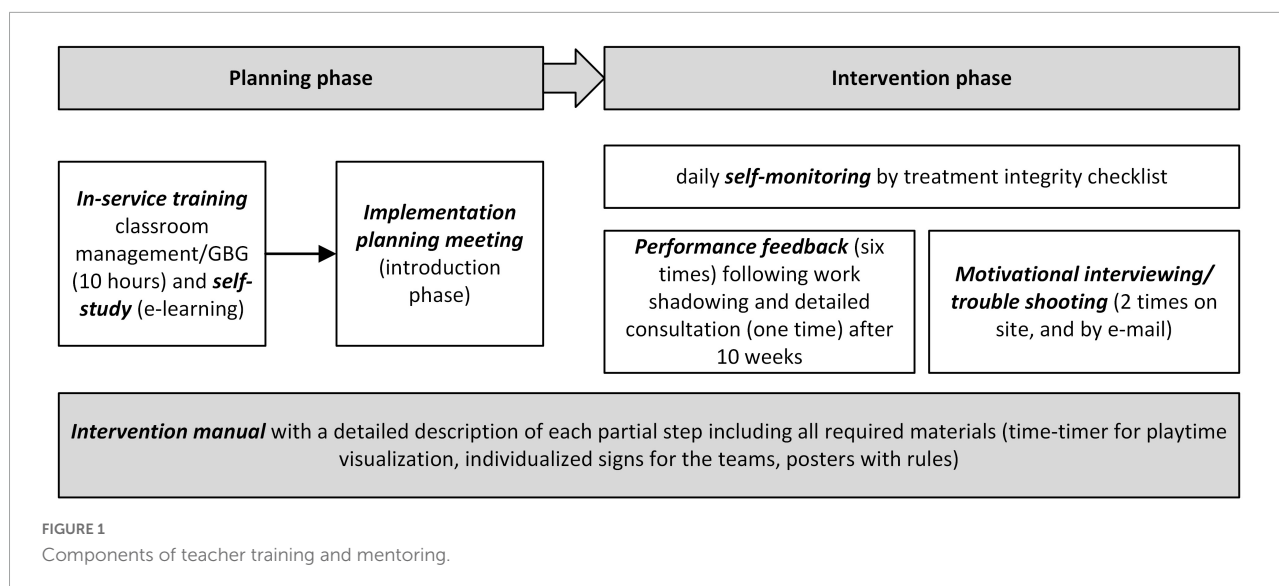 Planning phase
Intervention phase
In-service training
classroom
management/GBG
(10 hours) and self-
study (e-learning)
Implementation
planning meeting
(introduction
phase)
daily self-monitoring by treatment integrity checklist
Performance feedback (six
times) following work
shadowing and detailed
consultation (one time) after
10 weeks
Motivational interviewing/
trouble shooting (2 times on
site, and by e-mail)
Intervention manual with a detailed description of each partial step including all required materials (time-timer for playtime
visualization, individualized signs for the teams, posters with rules)
FIGURE 1
Components of teacher training and mentoring.